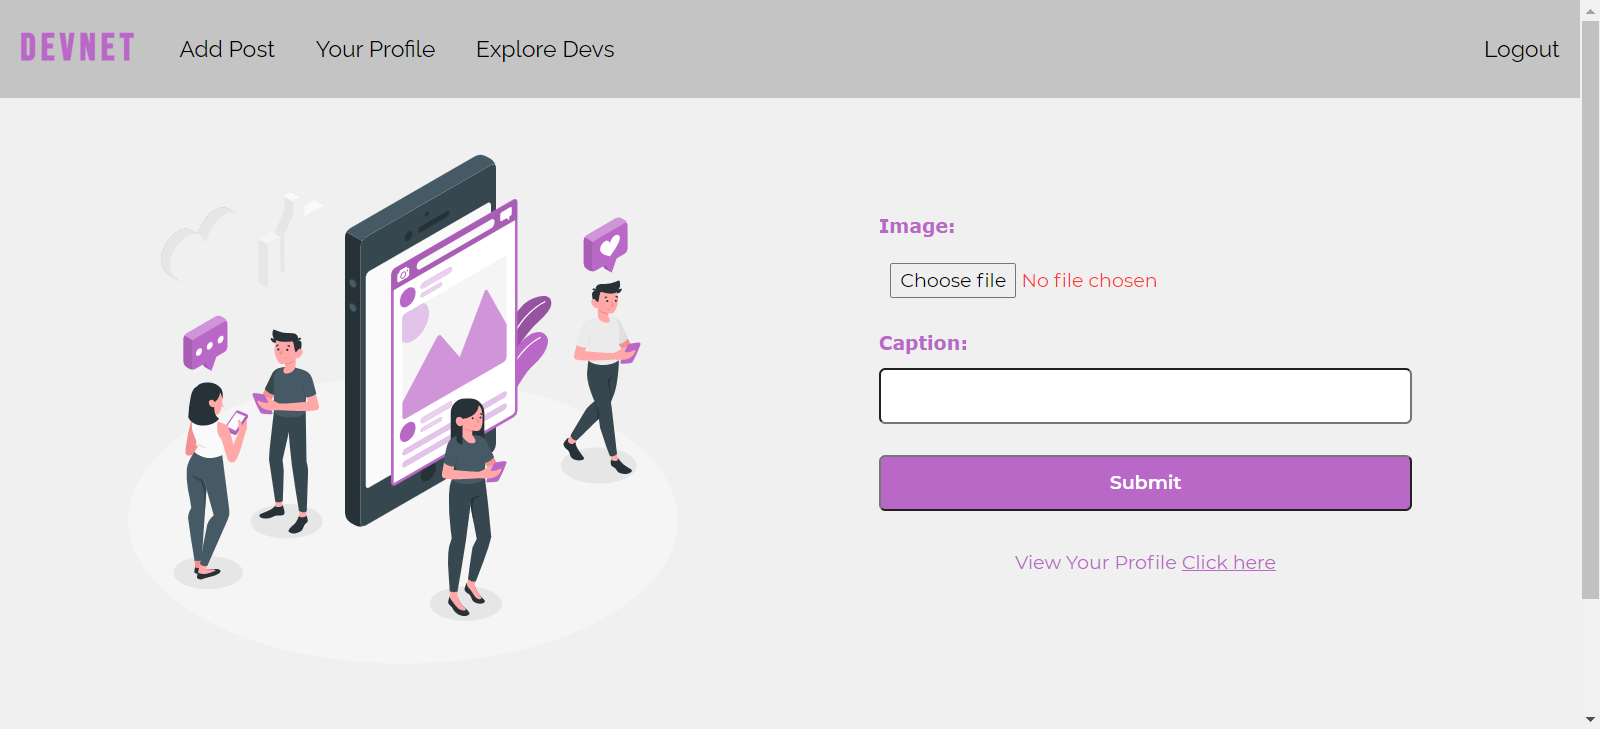 DEVNET Add Post Your Profile Explore Devs Logout
Image:
Choose file No file chosen
Caption:
Submit
View Your Profile Click here